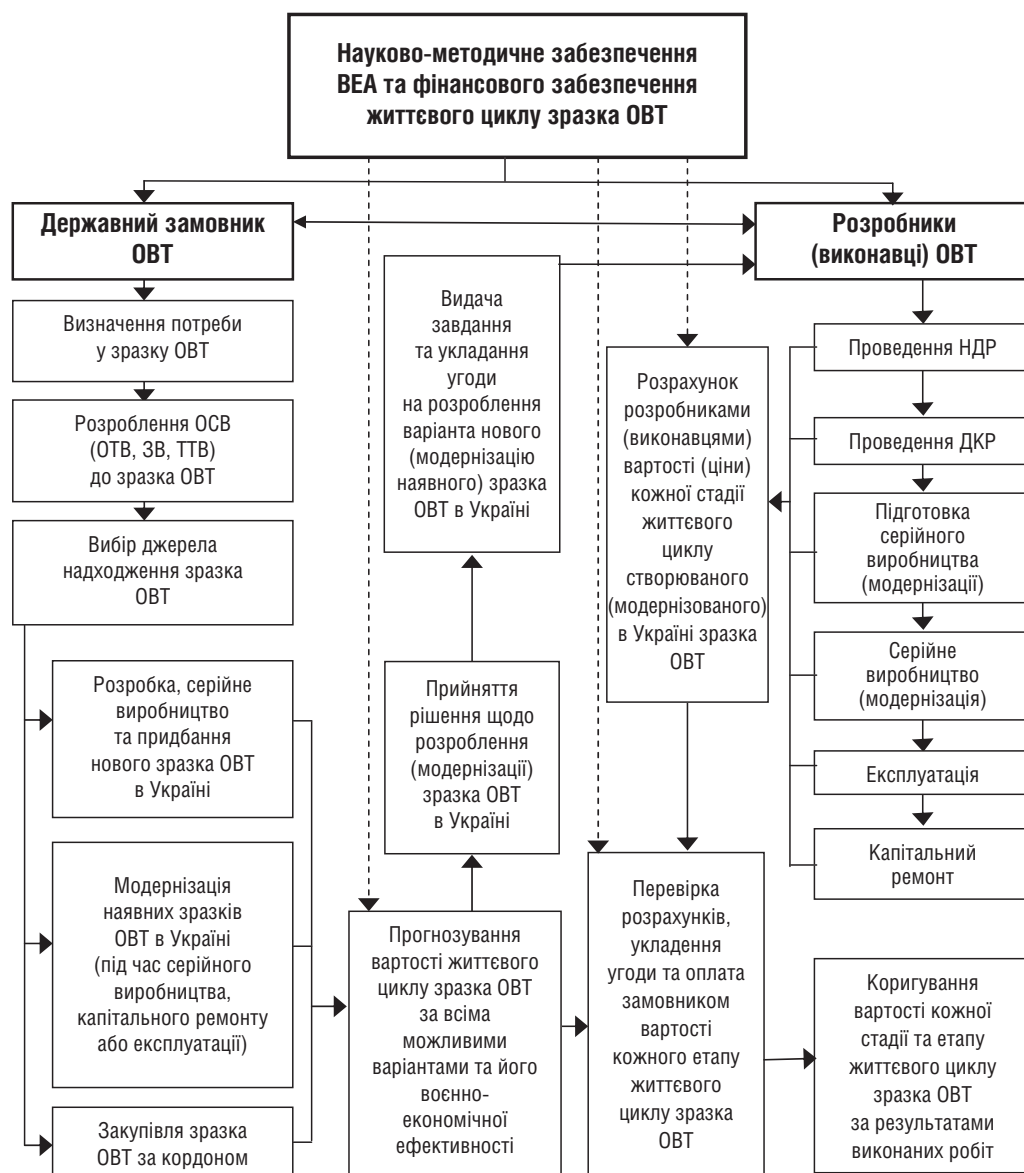 Науково-методичне забезпечення
ВЕА та фінансового забезпечення
життєвого циклу зразка ОВТ
Державний замовник
ОВТ
Розробники
(виконавці) ОВТ
Визначення потреби
у зразку ОВТ
Розроблення ОСВ
(ОТВ, ЗВ, ТТВ)
до зразка ОВТ
Вибір джерела
надходження зразка
ОВТ
Розробка, серійне
виробництво
та придбання
нового зразка ОВТ
в Україні
Модернізація
наявних зразків
ОВТ в Україні
(під час серійного
виробництва,
капітального ремонту
або експлуатації)
Закупівля зразка
ОВТ за кордоном
Видача
завдання
та укладання
угоди
на розроблення
варіанта нового
(модернізацію
наявного) зразка
ОВТ в Україні
Прийняття
рішення щодо
розроблення
(модернізації)
зразка ОВТ
в Україні
Прогнозування
вартості життєвого
циклу зразка ОВТ
за всіма
можливими
варіантами та його
воєнно-
економічної
ефективності
Розрахунок
розробниками
(виконавцями)
вартості (ціни)
кожної стадії
життєвого
циклу
створюваного
(модернізованого)
в Україні зразка
ОВТ
Перевірка
розрахунків,
укладення
угоди та оплата
замовником
вартості
кожного етапу
життєвого
циклу зразка
ОВТ
Проведення НДР
Проведення ДКР
Підготовка
серійного
виробництва
(модернізації)
Серійне
виробництво
(модернізація)
Експлуатація
Капітальний
ремонт
Коригування
вартості кожної
стадії та етапу
життєвого циклу
зразка ОВТ
за результатами
виконаних робіт